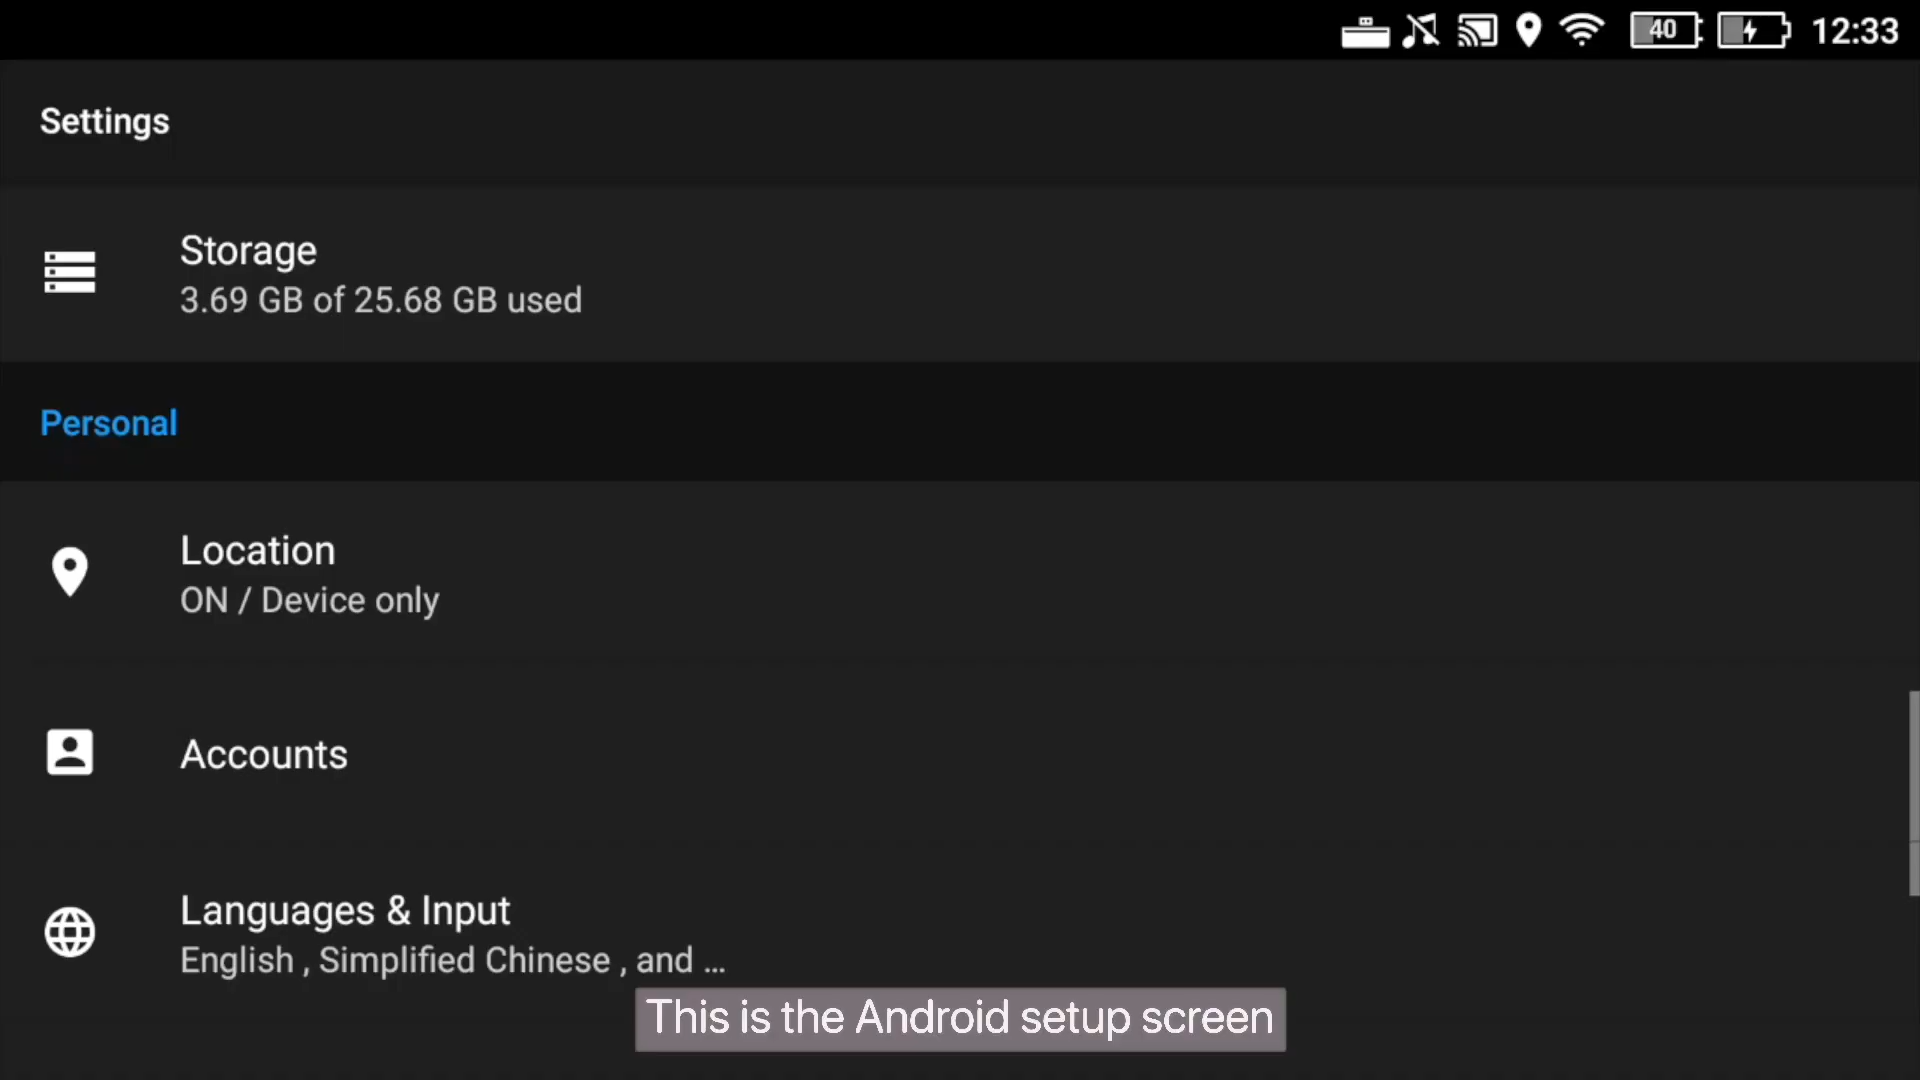 40
12:33
Settings
Storage
3.69 GB of 25.68 GB used
Personal
Location
ON / Device only
Accounts
Languages & Input
English , Simplified Chinese , and ...
This is the Android setup screen